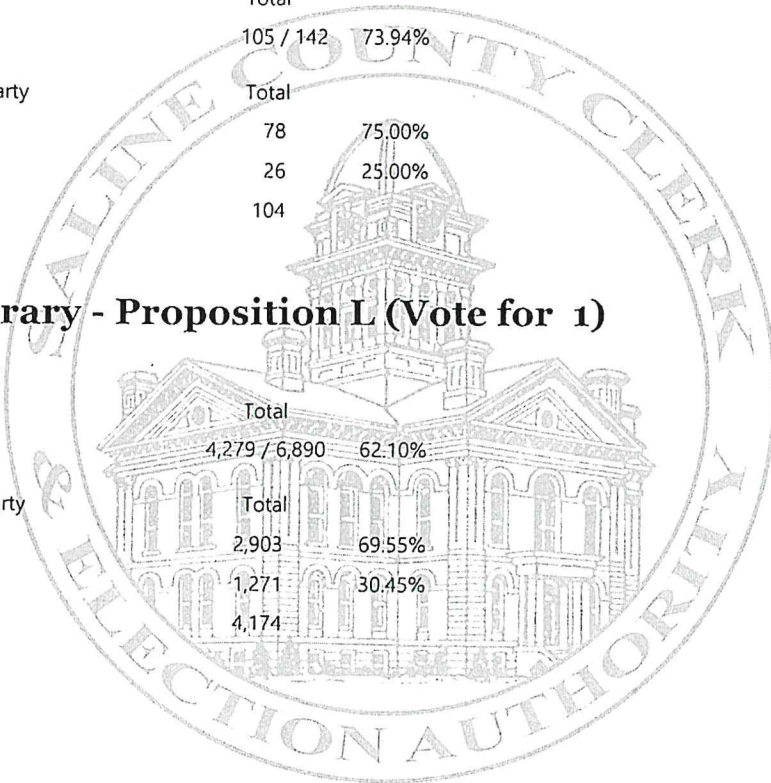 Total
105 / 142 73.94%
arty Total
78 75.00%
26 25.00%
104
rary - Proposition L (Vote for 1)
Total
4,279 / 6,890 62.10%
rty Total
2,903 69.55%
1,271 30.45%
4,174
SALINE COUNTY CLERK
& ELECTION AUTHORITY